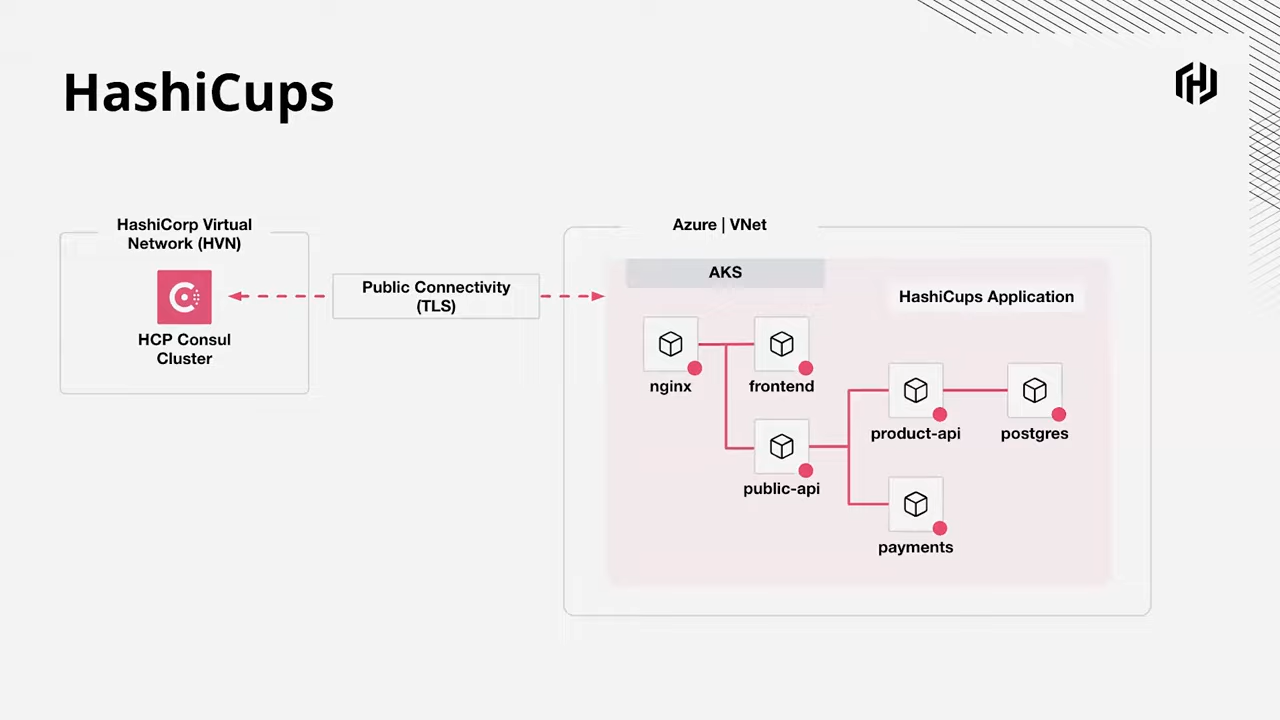 HashiCups
HashiCorp Virtual
Network (HVN)
HCP Consul
Cluster
Public Connectivity
(TLS)
Azure | VNet
AKS
HashiCups Application
nginx
frontend
public-api
product-api
postgres
payments